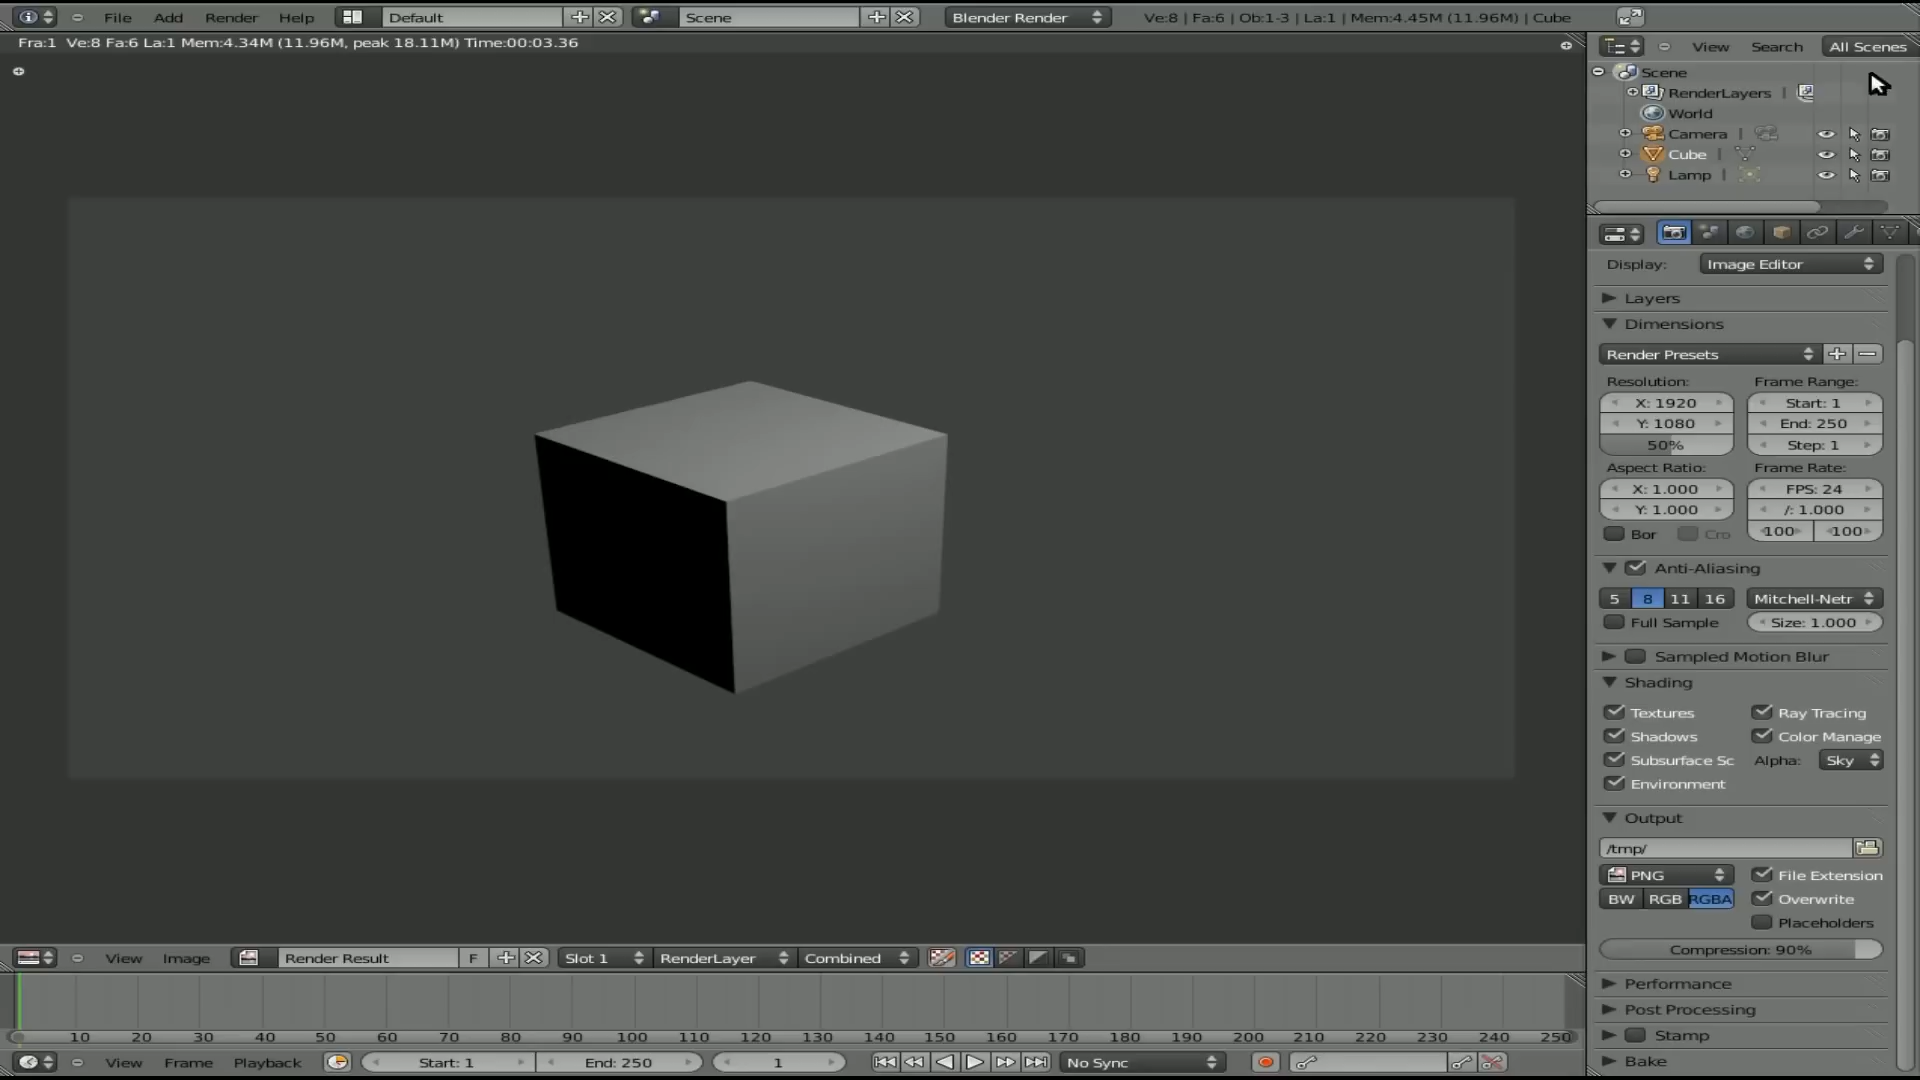 File Add Render Help Default Scene Blender Render Ve:8 | Fa:6 | Ob:1-3 | La:1 | Mem:4.45M (11.96M) | Cube
Fra:1 Ve:8 Fa:6 La:1 Mem:4.34M (11.96M, peak 18.11M) Time:00:03.36
View Search All Scenes
Scene
RenderLayers |
World
Camera |
Cube |
Lamp |
Display: Image Editor
Layers
Dimensions
Render Presets
Resolution: Frame Range:
X: 1920 Start: 1
Y: 1080 End: 250
50% Step: 1
Aspect Ratio: Frame Rate:
X: 1.000 FPS: 24
Y: 1.000 /: 1.000
Bor Cro 100 100
Anti-Aliasing
5 8 11 16 Mitchell-Netr
Full Sample Size: 1.000
Sampled Motion Blur
Shading
Textures Ray Tracing
Shadows Color Manage
Subsurface Sc Alpha: Sky
Environment
Output
/tmp/
PNG File Extension
BW RGB RGBA Overwrite
Placeholders
Compression: 90%
Performance
Post Processing
Stamp
Bake
View Image Render Result F Slot 1 RenderLayer Combined
10 20 30 40 50 60 70 80 90 100 110 120 130 140 150 160 170 180 190 200 210 220 230 240 250
View Frame Playback Start: 1 End: 250 1 No Sync